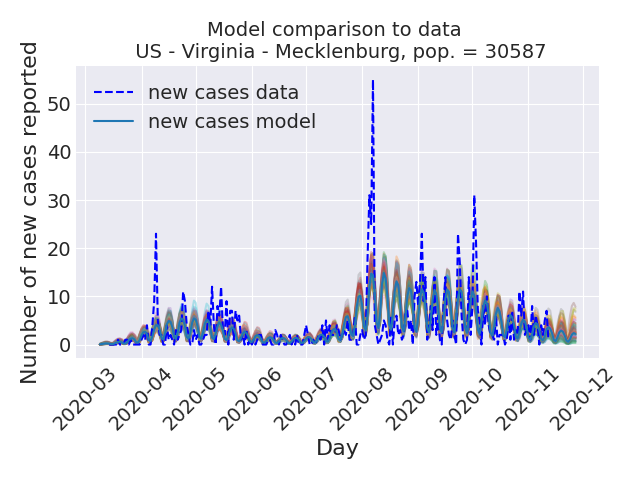 Model comparison to data
US - Virginia - Mecklenburg, pop. = 30587
Number of new cases reported
50
40
30
20
10
0
new cases data
new cases model
2020-03
2020-04
2020-05
2020-06
2020-07
2020-08
2020-09
2020-10
2020-11
2020-12
Day